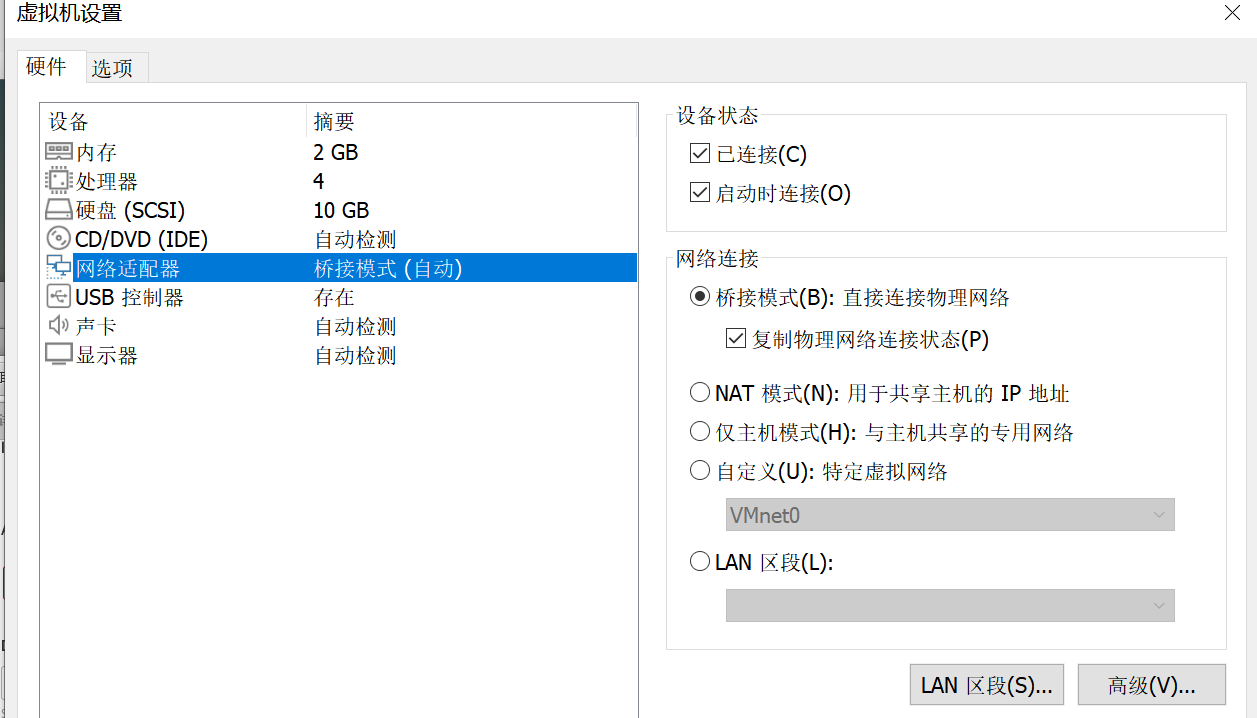 虚拟机设置
硬件 选项
设备 摘要
内存 2 GB
处理器 4
硬盘 (SCSI) 10 GB
CD/DVD (IDE) 自动检测
网络适配器 桥接模式 (自动)
USB 控制器 存在
声卡 自动检测
显示器 自动检测
设备状态
已连接(C)
启动时连接(O)
网络连接
桥接模式(B): 直接连接物理网络
复制物理网络连接状态(P)
NAT 模式(N): 用于共享主机的 IP 地址
仅主机模式(H): 与主机共享的专用网络
自定义(U): 特定虚拟网络
VMnet0
LAN 区段(L):
LAN 区段(S)... 高级(V)...